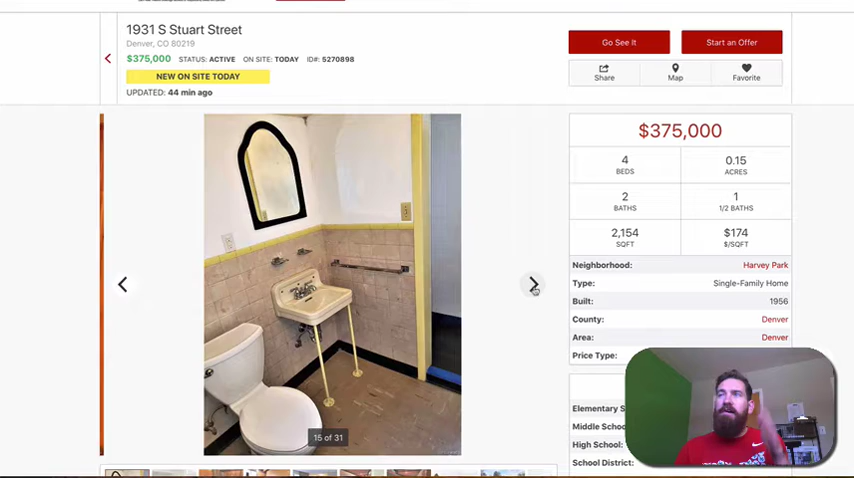 1931 S Stuart Street
Denver, CO 80219
$375,000 STATUS: ACTIVE ON SITE: TODAY ID#: 5270898
NEW ON SITE TODAY
UPDATED: 44 min ago
Go See It
Start an Offer
Share
Map
Favorite
15 of 31
$375,000
4
BEDS
0.15
ACRES
2
BATHS
1
1/2 BATHS
2,154
SQFT
$174
$/SQFT
Neighborhood: Harvey Park
Type: Single-Family Home
Built: 1956
County: Denver
Area: Denver
Price Type:
Elementary S
Middle Schoo
High School:
School District: